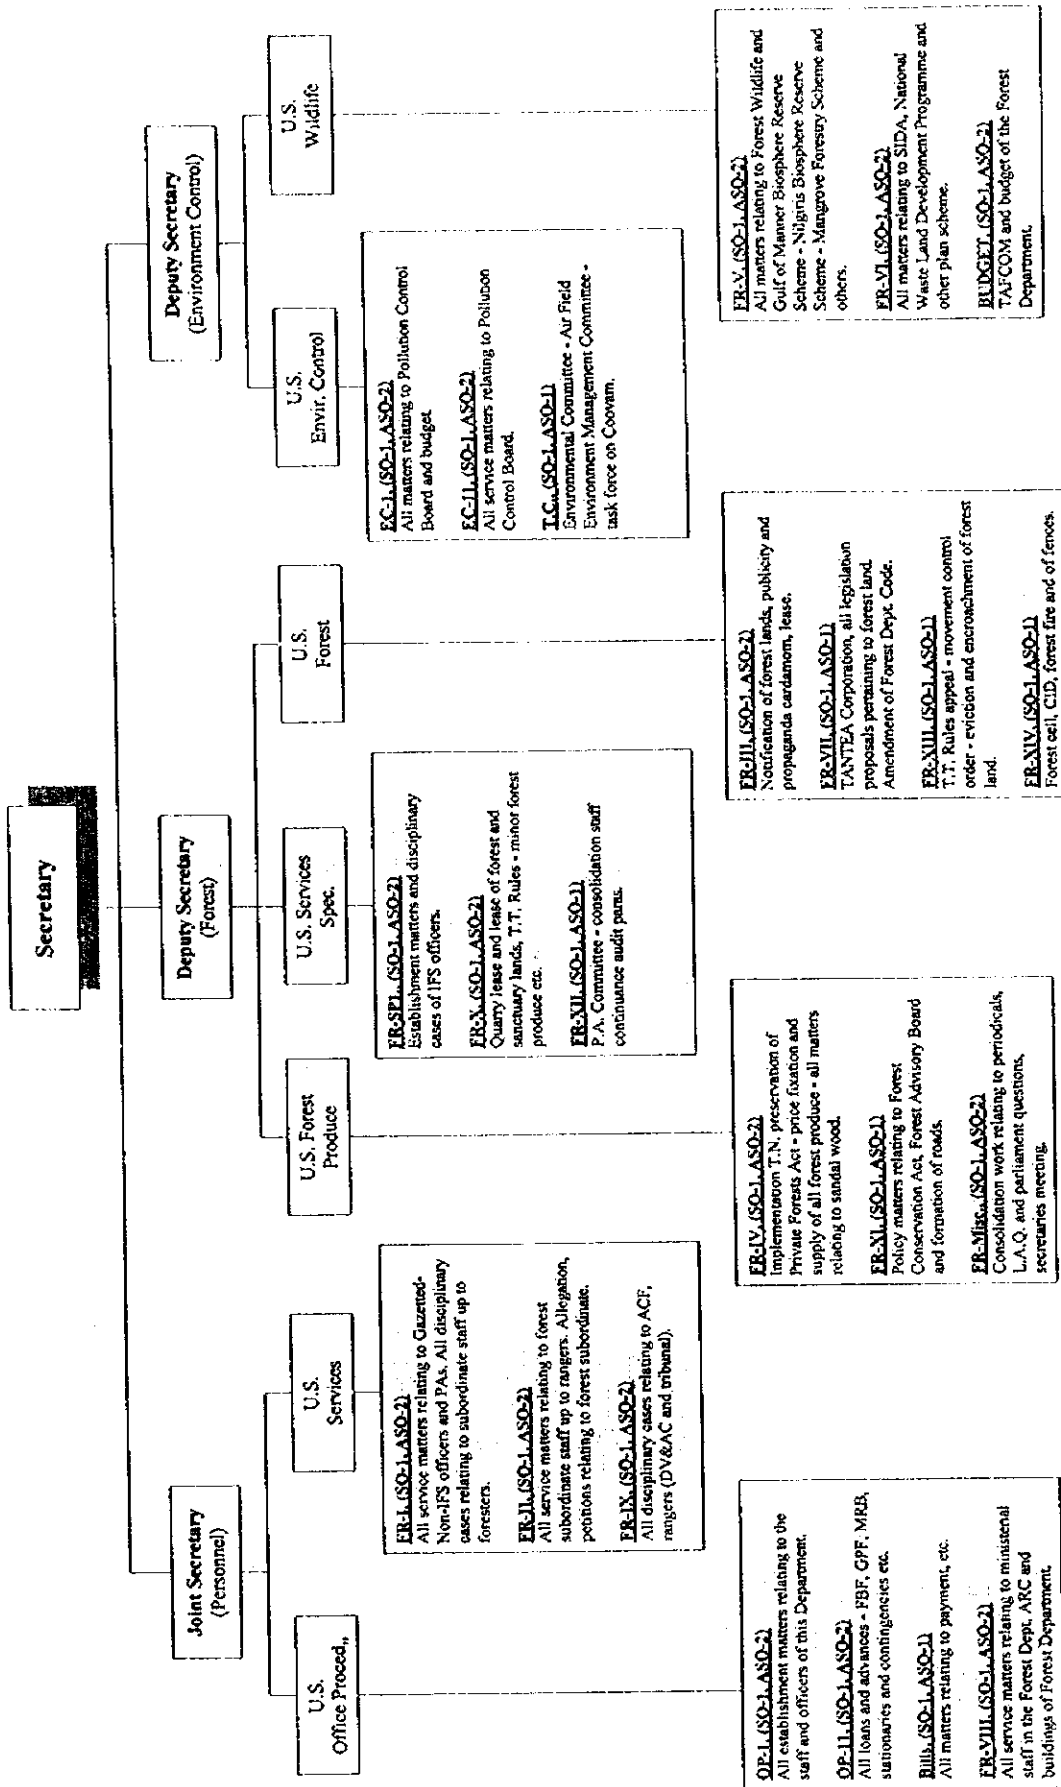 Secretary
Joint Secretary
(Personnel)
Deputy Secretary
(Forest)
Deputy Secretary
(Environment Control)
U.S.
Office Proced.,
U.S.
Services
U.S. Forest
Produce
U.S. Services
Spec.
U.S.
Forest
U.S.
Envir. Control
U.S.
Wildlife
FR-I, (SO-1, ASO-2)
All service matters relating to Gazetted-
Non-IFS officers and PAs. All disciplinary
cases relating to subordinate staff up to
foresters.
FR-II, (SO-1, ASO-2)
All service matters relating to forest
subordinate staff up to rangers. Allegation,
petitions relating to forest subordinate.
FR-IX, (SO-1, ASO-2)
All disciplinary cases relating to ACF,
rangers (DV&AC and tribunal).
FR-SPL, (SO-1, ASO-2)
Establishment matters and disciplinary
cases of IFS officers.
FR-X, (SO-1, ASO-2)
Quarry lease and lease of forest and
sanctuary lands, T.T. Rules - minor forest
produce etc.
FR-XII, (SO-1, ASO-1)
P.A. Committee - consolidation staff
continuance audit paras.
EC-I, (SO-1, ASO-2)
All matters relating to Pollution Control
Board and budget.
EC-II, (SO-1, ASO-2)
All service matters relating to Pollution
Control Board.
T.C., (SO-1, ASO-1)
Environmental Committee - Air Field
Environment Management Committee -
task force on Coovam.
OP-I, (SO-1, ASO-2)
All establishment matters relating to the
staff and officers of this Department.
OP-II, (SO-1, ASO-2)
All loans and advances - FBF, GPF, MRB,
stationaries and contingencies etc.
Bills, (SO-1, ASO-1)
All matters relating to payment, etc.
FR-VIII, (SO-1, ASO-2)
All service matters relating to ministerial
staff in the Forest Dept, ARC and
buildings of Forest Department.
FR-IV, (SO-1, ASO-2)
Implementation T.N. preservation of
Private Forests Act - price fixation and
supply of all forest produce - all matters
relating to sandal wood.
FR-XI, (SO-1, ASO-1)
Policy matters relating to Forest
Conservation Act, Forest Advisory Board
and formation of roads.
FR-Misc., (SO-1, ASO-2)
Consolidation work relating to periodicals,
L.A.Q. and parliament questions,
secretaries meeting.
FR-III, (SO-1, ASO-2)
Notification of forest lands, publicity and
propaganda cardamom, lease.
FR-VII, (SO-1, ASO-1)
TANTEA Corporation, all legislation
proposals pertaining to forest land.
Amendment of Forest Dept. Code.
FR-XIII, (SO-1, ASO-1)
T.T. Rules appeal - movement control
order - eviction and encroachment of forest
land.
FR-XIV, (SO-1, ASO-1)
Forest cell, CID, forest fire and of fences.
FR-V, (SO-1, ASO-2)
All matters relating to Forest Wildlife and
Gulf of Manner Biosphere Reserve
Scheme - Nilgiris Biosphere Reserve
Scheme - Mangrove Forestry Scheme and
others.
FR-VI, (SO-1, ASO-2)
All matters relating to SIDA, National
Waste Land Development Programme and
other plan scheme.
BUDGET, (SO-1, ASO-2)
TAFCOM and budget of the Forest
Department.